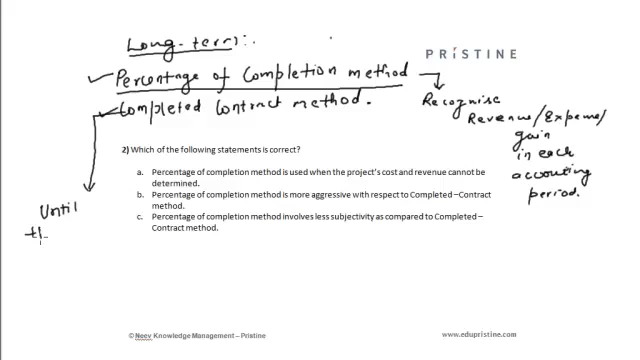 Long-term:
PRISTINE
Percentage of Completion method
Completed Contract method.
Recognise
Revenue/Expense/
gain
in each
accounting
period.
2) Which of the following statements is correct?
a. Percentage of completion method is used when the project's cost and revenue cannot be
determined.
b. Percentage of completion method is more aggressive with respect to Completed –Contract
method.
c. Percentage of completion method involves less subjectivity as compared to Completed –
Contract method.
Until
© Neev Knowledge Management – Pristine
www.edupristine.com